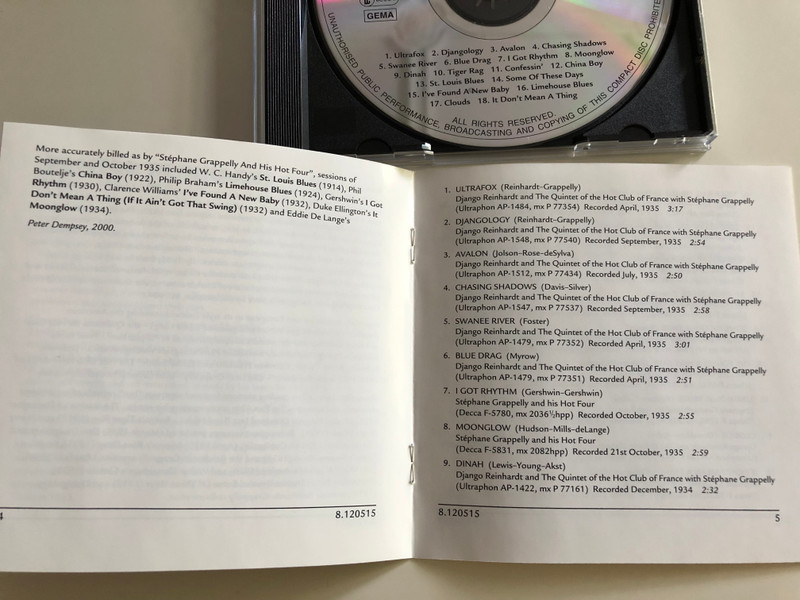 GEMA
1. Ultrafox 2. Djangology 3. Avalon 4. Chasing Shadows
5. Swanee River 6. Blue Drag 7. I Got Rhythm 8. Moonglow
9. Dinah 10. Tiger Rag 11. Confessin' 12. China Boy
13. St. Louis Blues 14. Some Of These Days
15. I've Found A New Baby 16. Limehouse Blues
17. Clouds 18. It Don't Mean A Thing
ALL RIGHTS RESERVED.
UNAUTHORISED PUBLIC PERFORMANCE, BROADCASTING AND COPYING OF THIS COMPACT DISC PROHIBITED
More accurately billed as by "Stéphane Grappelly And His Hot Four", sessions of
September and October 1935 included W. C. Handy's St. Louis Blues (1914), Phil
Boutelje's China Boy (1922), Philip Braham's Limehouse Blues (1924), Gershwin's I Got
Rhythm (1930), Clarence Williams' I've Found A New Baby (1932), Duke Ellington's It
Don't Mean A Thing (If It Ain't Got That Swing) (1932) and Eddie De Lange's
Moonglow (1934).
Peter Dempsey, 2000.
4
8.120515
1. ULTRAFOX (Reinhardt–Grappelly)
Django Reinhardt and The Quintet of the Hot Club of France with Stéphane Grappelly
(Ultraphon AP-1484, mx P 77354) Recorded April, 1935 3:17
2. DJANGOLOGY (Reinhardt–Grappelly)
Django Reinhardt and The Quintet of the Hot Club of France with Stéphane Grappelly
(Ultraphon AP-1548, mx P 77540) Recorded September, 1935 2:54
3. AVALON (Jolson–Rose–deSylva)
Django Reinhardt and The Quintet of the Hot Club of France with Stéphane Grappelly
(Ultraphon AP-1512, mx P 77434) Recorded July, 1935 2:50
4. CHASING SHADOWS (Davis–Silver)
Django Reinhardt and The Quintet of the Hot Club of France with Stéphane Grappelly
(Ultraphon AP-1547, mx P 77537) Recorded September, 1935 2:58
5. SWANEE RIVER (Foster)
Django Reinhardt and The Quintet of the Hot Club of France with Stéphane Grappelly
(Ultraphon AP-1479, mx P 77352) Recorded April, 1935 3:01
6. BLUE DRAG (Myrow)
Django Reinhardt and The Quintet of the Hot Club of France with Stéphane Grappelly
(Ultraphon AP-1479, mx P 77351) Recorded April, 1935 2:51
7. I GOT RHYTHM (Gershwin–Gershwin)
Stéphane Grappelly and his Hot Four
(Decca F-5780, mx 2036½hpp) Recorded October, 1935 2:55
8. MOONGLOW (Hudson–Mills–deLange)
Stéphane Grappelly and his Hot Four
(Decca F-5831, mx 2082hpp) Recorded 21st October, 1935 2:59
9. DINAH (Lewis–Young–Akst)
Django Reinhardt and The Quintet of the Hot Club of France with Stéphane Grappelly
(Ultraphon AP-1422, mx P 77161) Recorded December, 1934 2:32
8.120515
5